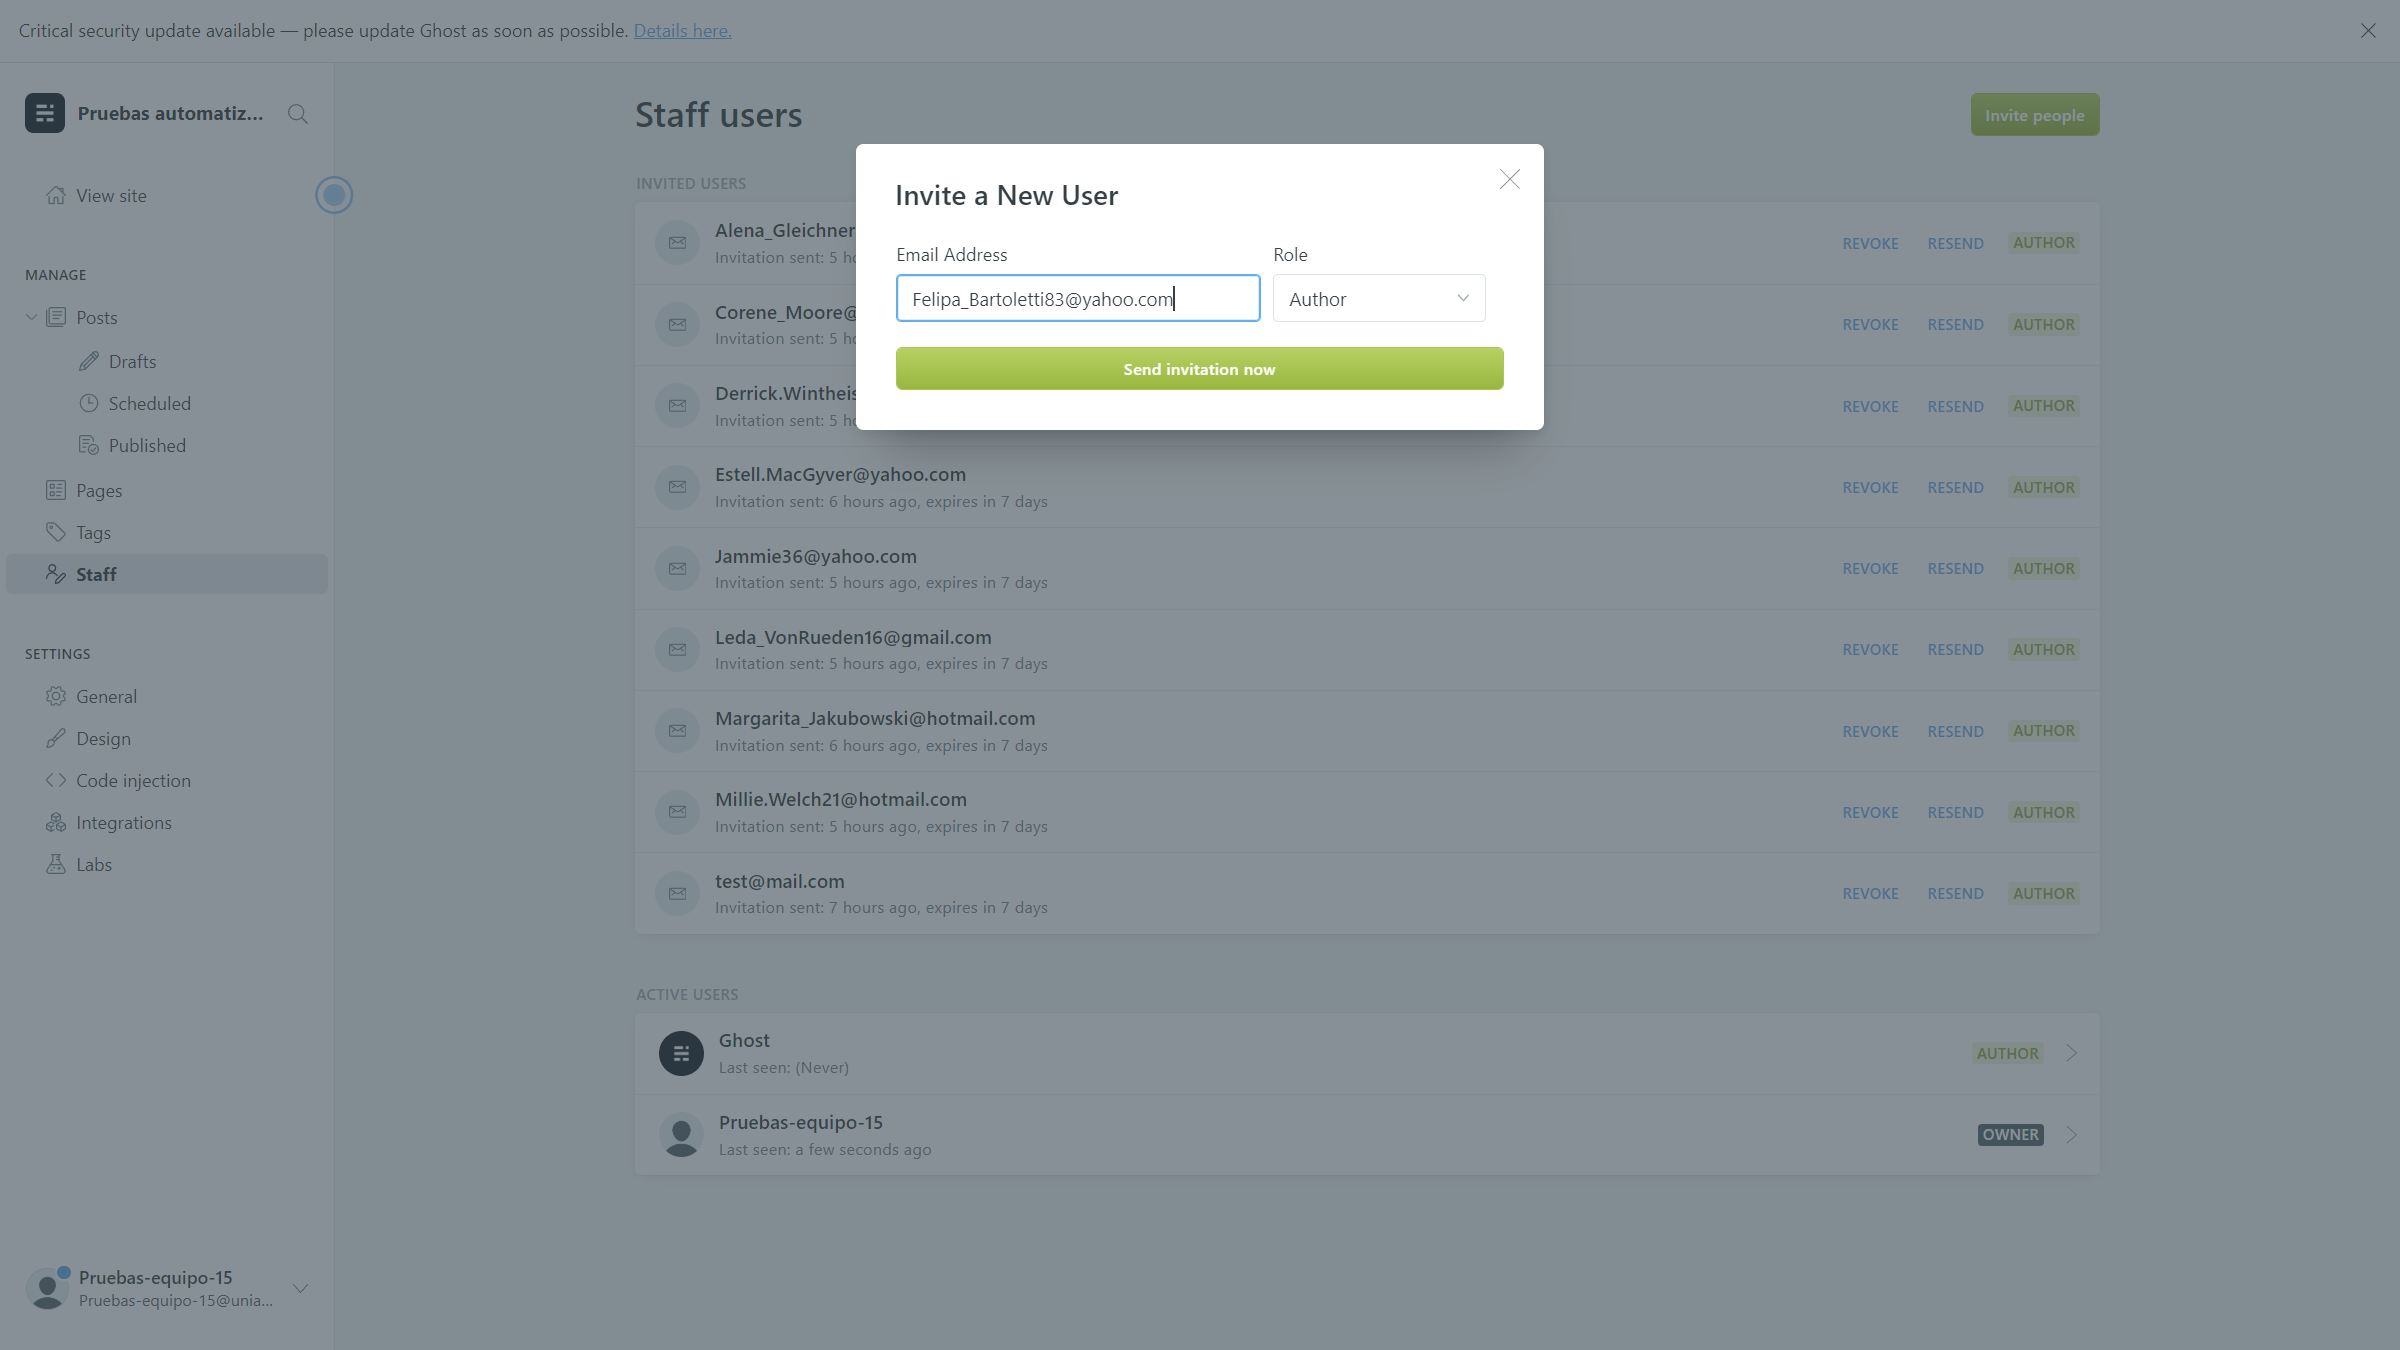 Critical security update available — please update Ghost as soon as possible. Details here.
Pruebas automatiz...
View site
MANAGE
Posts
Drafts
Scheduled
Published
Pages
Tags
Staff
SETTINGS
General
Design
Code injection
Integrations
Labs
Pruebas-equipo-15
Pruebas-equipo-15@unia...
Staff users
Invite people
INVITED USERS
Alena_Gleichner
Invitation sent: 5 ho
REVOKE RESEND AUTHOR
Corene_Moore@
Invitation sent: 5 ho
REVOKE RESEND AUTHOR
Derrick.Wintheis
Invitation sent: 5 ho
REVOKE RESEND AUTHOR
Estell.MacGyver@yahoo.com
Invitation sent: 6 hours ago, expires in 7 days
REVOKE RESEND AUTHOR
Jammie36@yahoo.com
Invitation sent: 5 hours ago, expires in 7 days
REVOKE RESEND AUTHOR
Leda_VonRueden16@gmail.com
Invitation sent: 5 hours ago, expires in 7 days
REVOKE RESEND AUTHOR
Margarita_Jakubowski@hotmail.com
Invitation sent: 6 hours ago, expires in 7 days
REVOKE RESEND AUTHOR
Millie.Welch21@hotmail.com
Invitation sent: 5 hours ago, expires in 7 days
REVOKE RESEND AUTHOR
test@mail.com
Invitation sent: 7 hours ago, expires in 7 days
REVOKE RESEND AUTHOR
ACTIVE USERS
Ghost
Last seen: (Never)
AUTHOR
Pruebas-equipo-15
Last seen: a few seconds ago
OWNER
Invite a New User
Email Address
Role
Felipa_Bartoletti83@yahoo.com
Author
Send invitation now